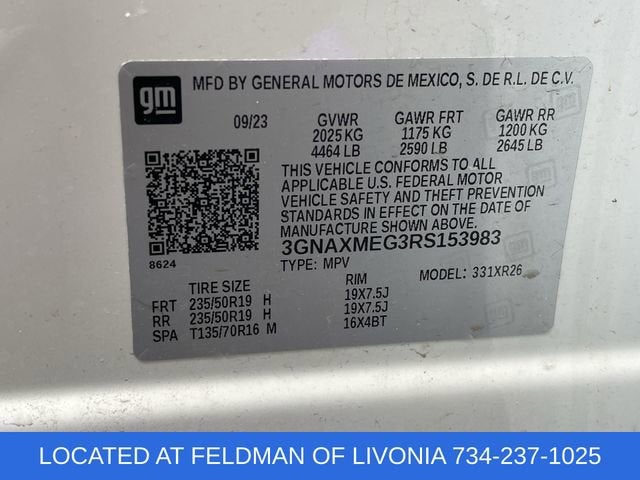 gm
MFD BY GENERAL MOTORS DE MEXICO, S. DE R.L. DE C.V.
09/23 GVWR GAWR FRT GAWR RR
2025 KG 1175 KG 1200 KG
4464 LB 2590 LB 2645 LB
THIS VEHICLE CONFORMS TO ALL
APPLICABLE U.S. FEDERAL MOTOR
VEHICLE SAFETY AND THEFT PREVENTION
STANDARDS IN EFFECT ON THE DATE OF
MANUFACTURE SHOWN ABOVE.
3GNAXMEG3RS153983
8624
TYPE: MPV MODEL: 331XR26
TIRE SIZE RIM
FRT 235/50R19 H 19X7.5J
RR 235/50R19 H 19X7.5J
SPA T135/70R16 M 16X4BT
LOCATED AT FELDMAN OF LIVONIA 734-237-1025